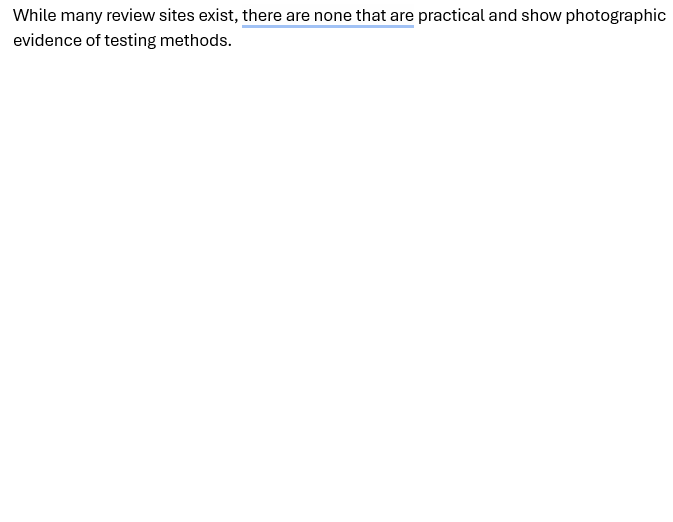 While many review sites exist, there are none that are practical and show photographic
evidence of testing methods.